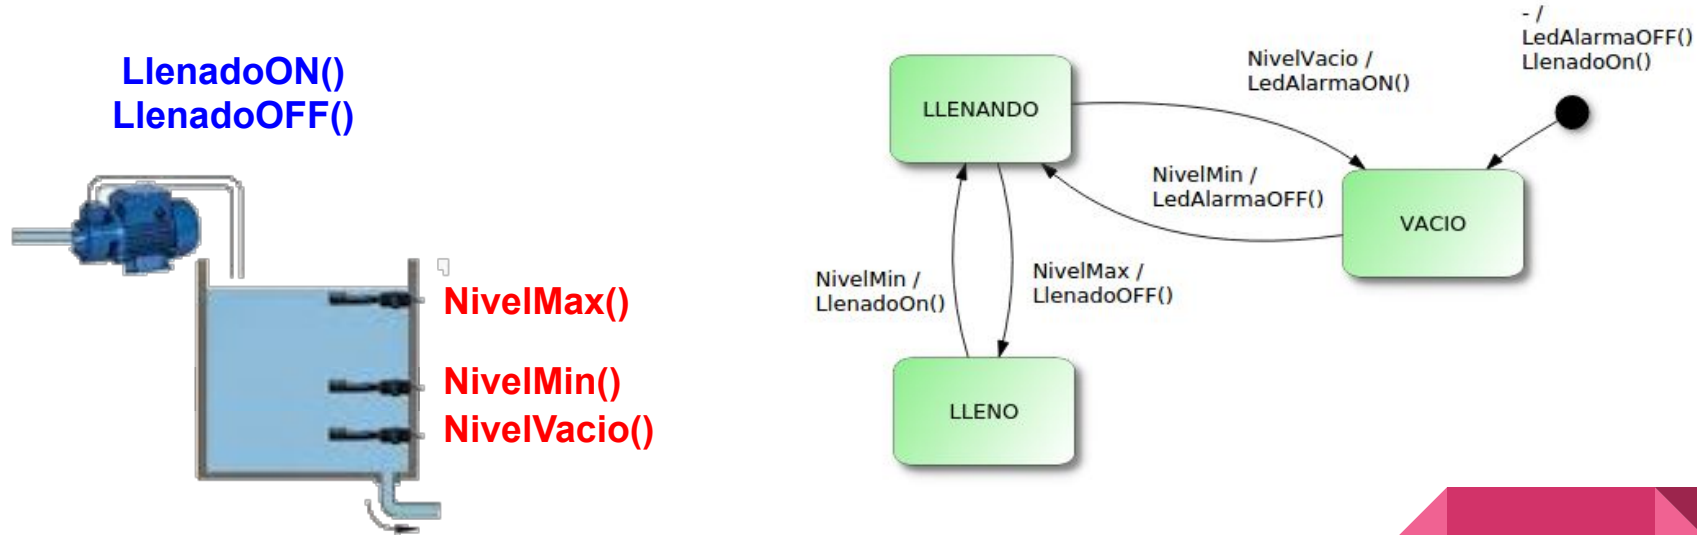 LlenadoON()
LlenadoOFF()
NivelMax()
NivelMin()
NivelVacio()
- /
LedAlarmaOFF()
LlenadoOn()
NivelVacio /
LedAlarmaON()
LLENANDO
NivelMin /
LedAlarmaOFF()
VACIO
NivelMin /
LlenadoOn()
NivelMax /
LlenadoOFF()
LLENO